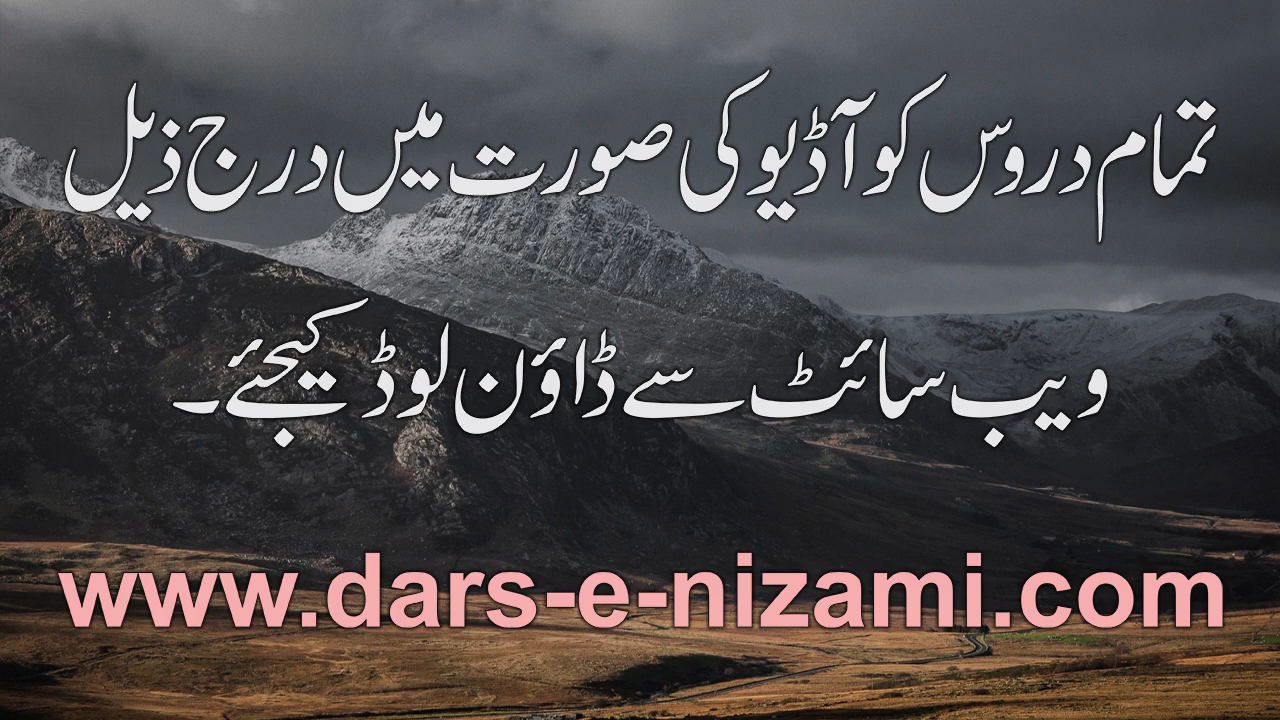 تمام دروس کو آڈیو کی صورت میں درج ذیل
ویب سائٹ سے ڈاؤن لوڈ کیجئے۔
www.dars-e-nizami.com